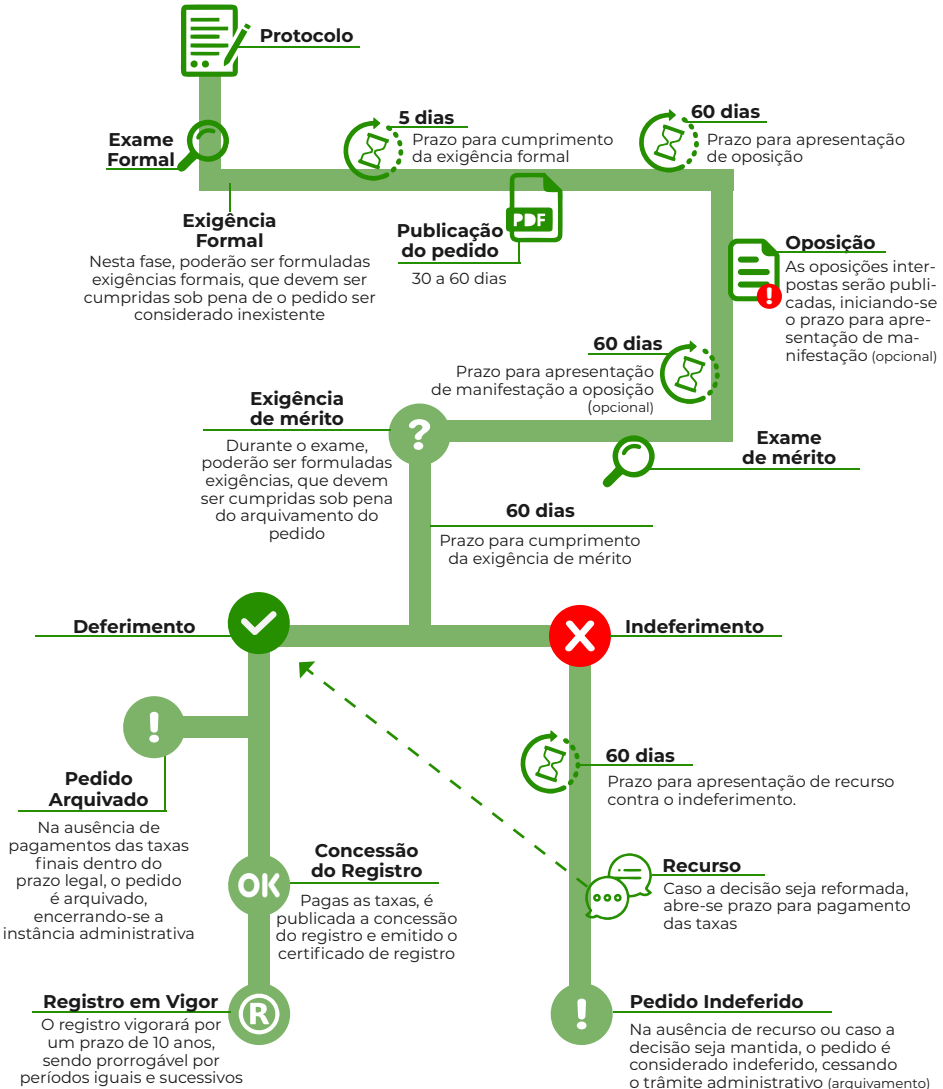 Protocolo
Exame
Formal
5 dias
Prazo para cumprimento
da exigência formal
60 dias
Prazo para apresentação
de oposição
Exigência
Formal
Nesta fase, poderão ser formuladas
exigências formais, que devem ser
cumpridas sob pena de o pedido ser
considerado inexistente
Publicação
do pedido
30 a 60 dias
PDF
Oposição
As oposições inter-
postas serão publi-
cadas, iniciando-se
o prazo para apre-
sentação de ma-
nifestação (opcional)
60 dias
Prazo para apresentação
de manifestação a oposição
(opcional)
Exame
de mérito
Exigência
de mérito
Durante o exame,
poderão ser formuladas
exigências, que devem
ser cumpridas sob pena
do arquivamento do
pedido
?
60 dias
Prazo para cumprimento
da exigência de mérito
Deferimento
Indeferimento
!
Pedido
Arquivado
Na ausência de
pagamentos das taxas
finais dentro do
prazo legal, o pedido
é arquivado,
encerrando-se a
instância administrativa
60 dias
Prazo para apresentação de recurso
contra o indeferimento.
OK
Concessão
do Registro
Pagas as taxas, é
publicada a concessão
do registro e emitido o
certificado de registro
Recurso
Caso a decisão seja reformada,
abre-se prazo para pagamento
das taxas
Registro em Vigor
®
O registro vigorará por
um prazo de 10 anos,
sendo prorrogável por
períodos iguais e sucessivos
!
Pedido Indeferido
Na ausência de recurso ou caso a
decisão seja mantida, o pedido é
considerado indeferido, cessando
o trâmite administrativo (arquivamento)